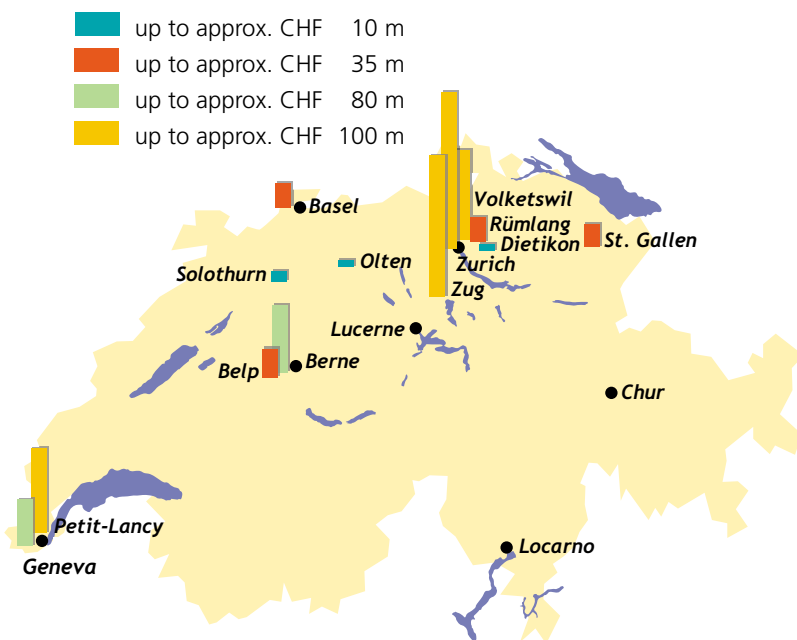 up to approx. CHF 10 m
up to approx. CHF 35 m
up to approx. CHF 80 m
up to approx. CHF 100 m
Volketswil
Basel
Rümlang
Dietikon
St. Gallen
Zurich
Olten
Solothurn
Zug
Lucerne
Berne
Belp
Chur
Petit-Lancy
Locarno
Geneva